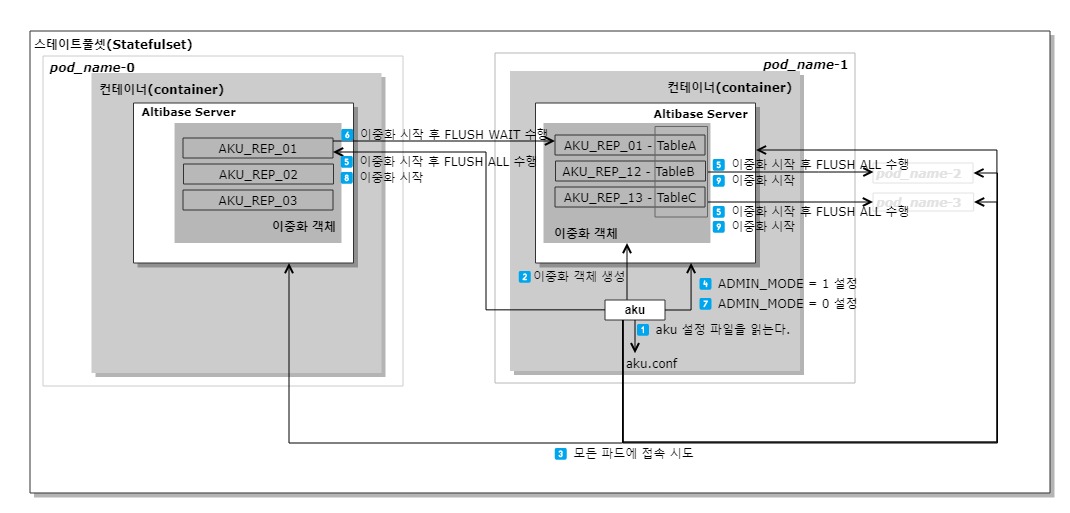 스테이트풀셋(Statefulset)
pod_name-0
컨테이너(container)
Altibase Server
AKU_REP_01
AKU_REP_02
AKU_REP_03
이중화 객체
6 이중화 시작 후 FLUSH WAIT 수행
5 이중화 시작 후 FLUSH ALL 수행
8 이중화 시작
pod_name-1
컨테이너(container)
Altibase Server
AKU_REP_01 - TableA
AKU_REP_12 - TableB
AKU_REP_13 - TableC
이중화 객체
5 이중화 시작 후 FLUSH ALL 수행
9 이중화 시작
pod_name-2
pod_name-3
5 이중화 시작 후 FLUSH ALL 수행
9 이중화 시작
2 이중화 객체 생성
4 ADMIN_MODE = 1 설정
7 ADMIN_MODE = 0 설정
aku
1 aku 설정 파일을 읽는다.
aku.conf
3 모든 파드에 접속 시도